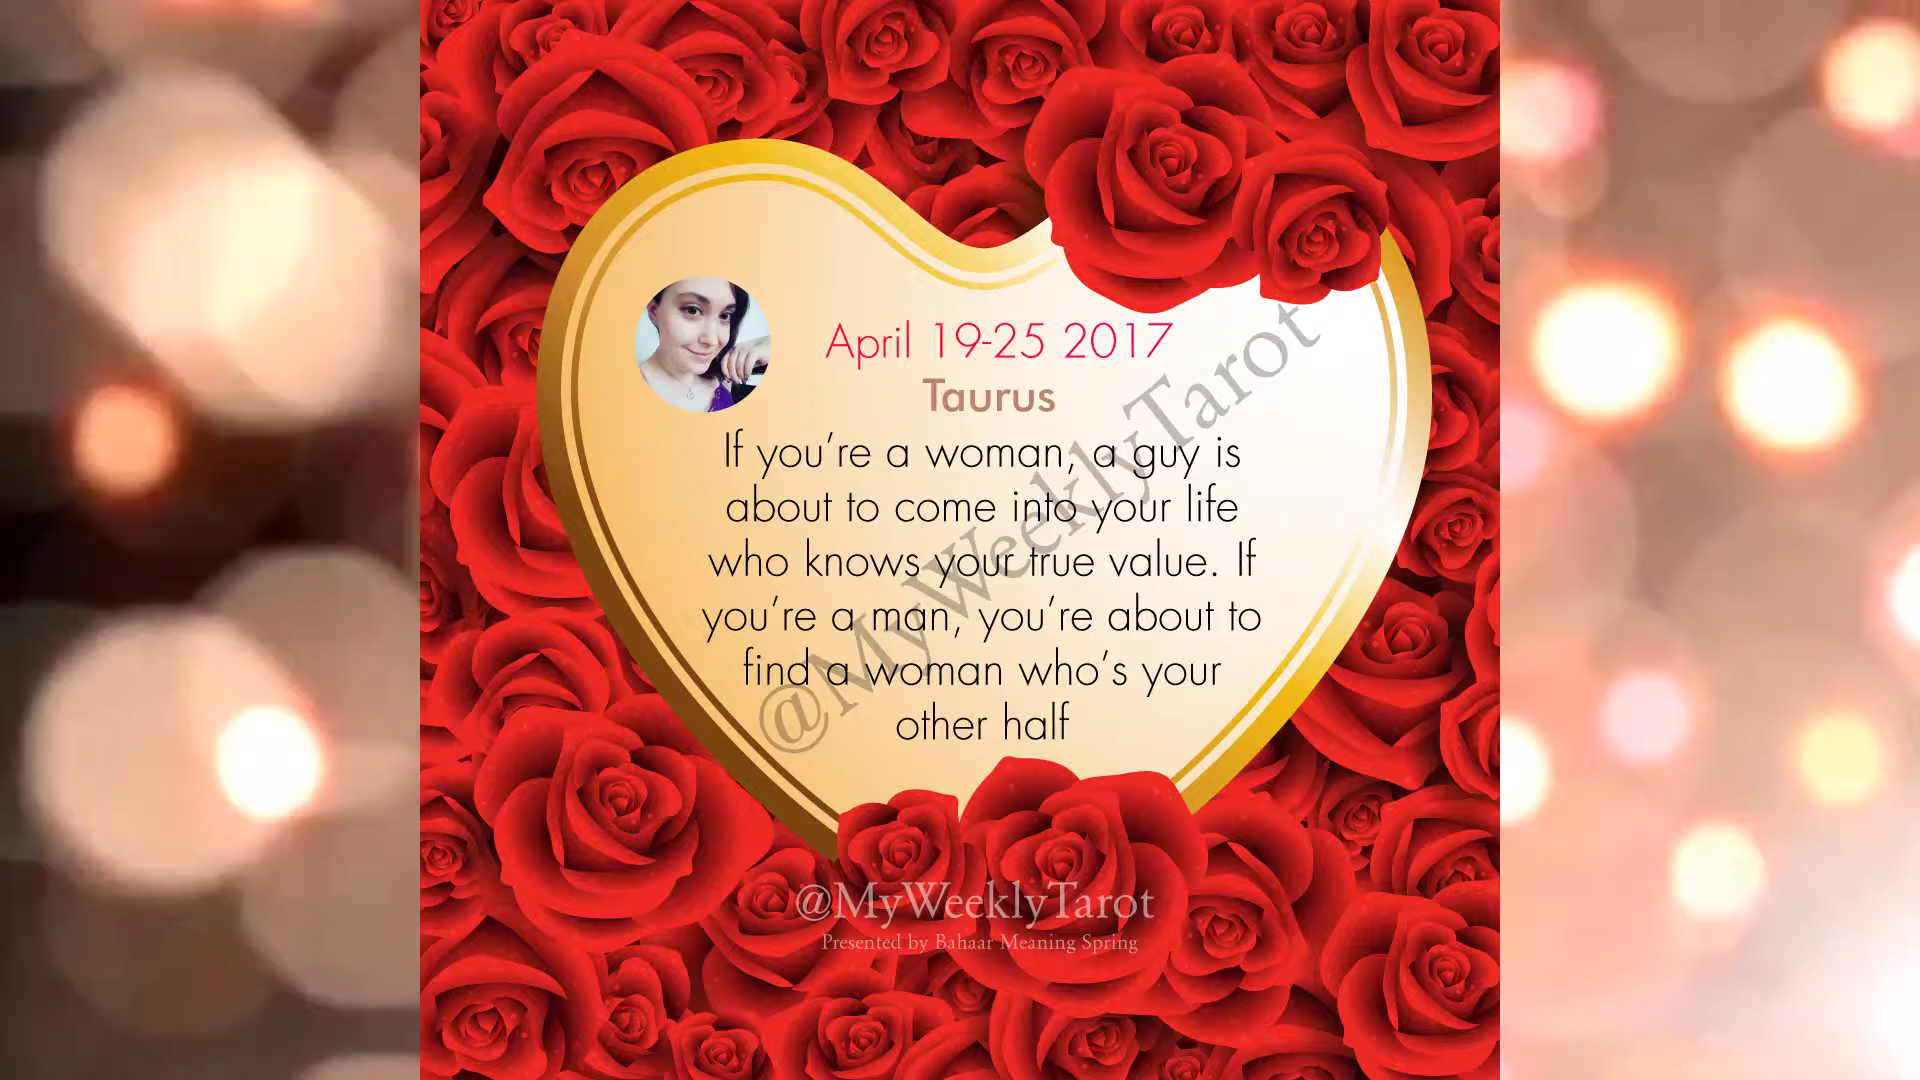 April 19-25 2017
Taurus
If you’re a woman, a guy is
about to come into your life
who knows your true value. If
you’re a man, you’re about to
find a woman who’s your
other half
@MyWeeklyTarot
@MyWeeklyTarot
Presented by Bahaar Meaning Spring